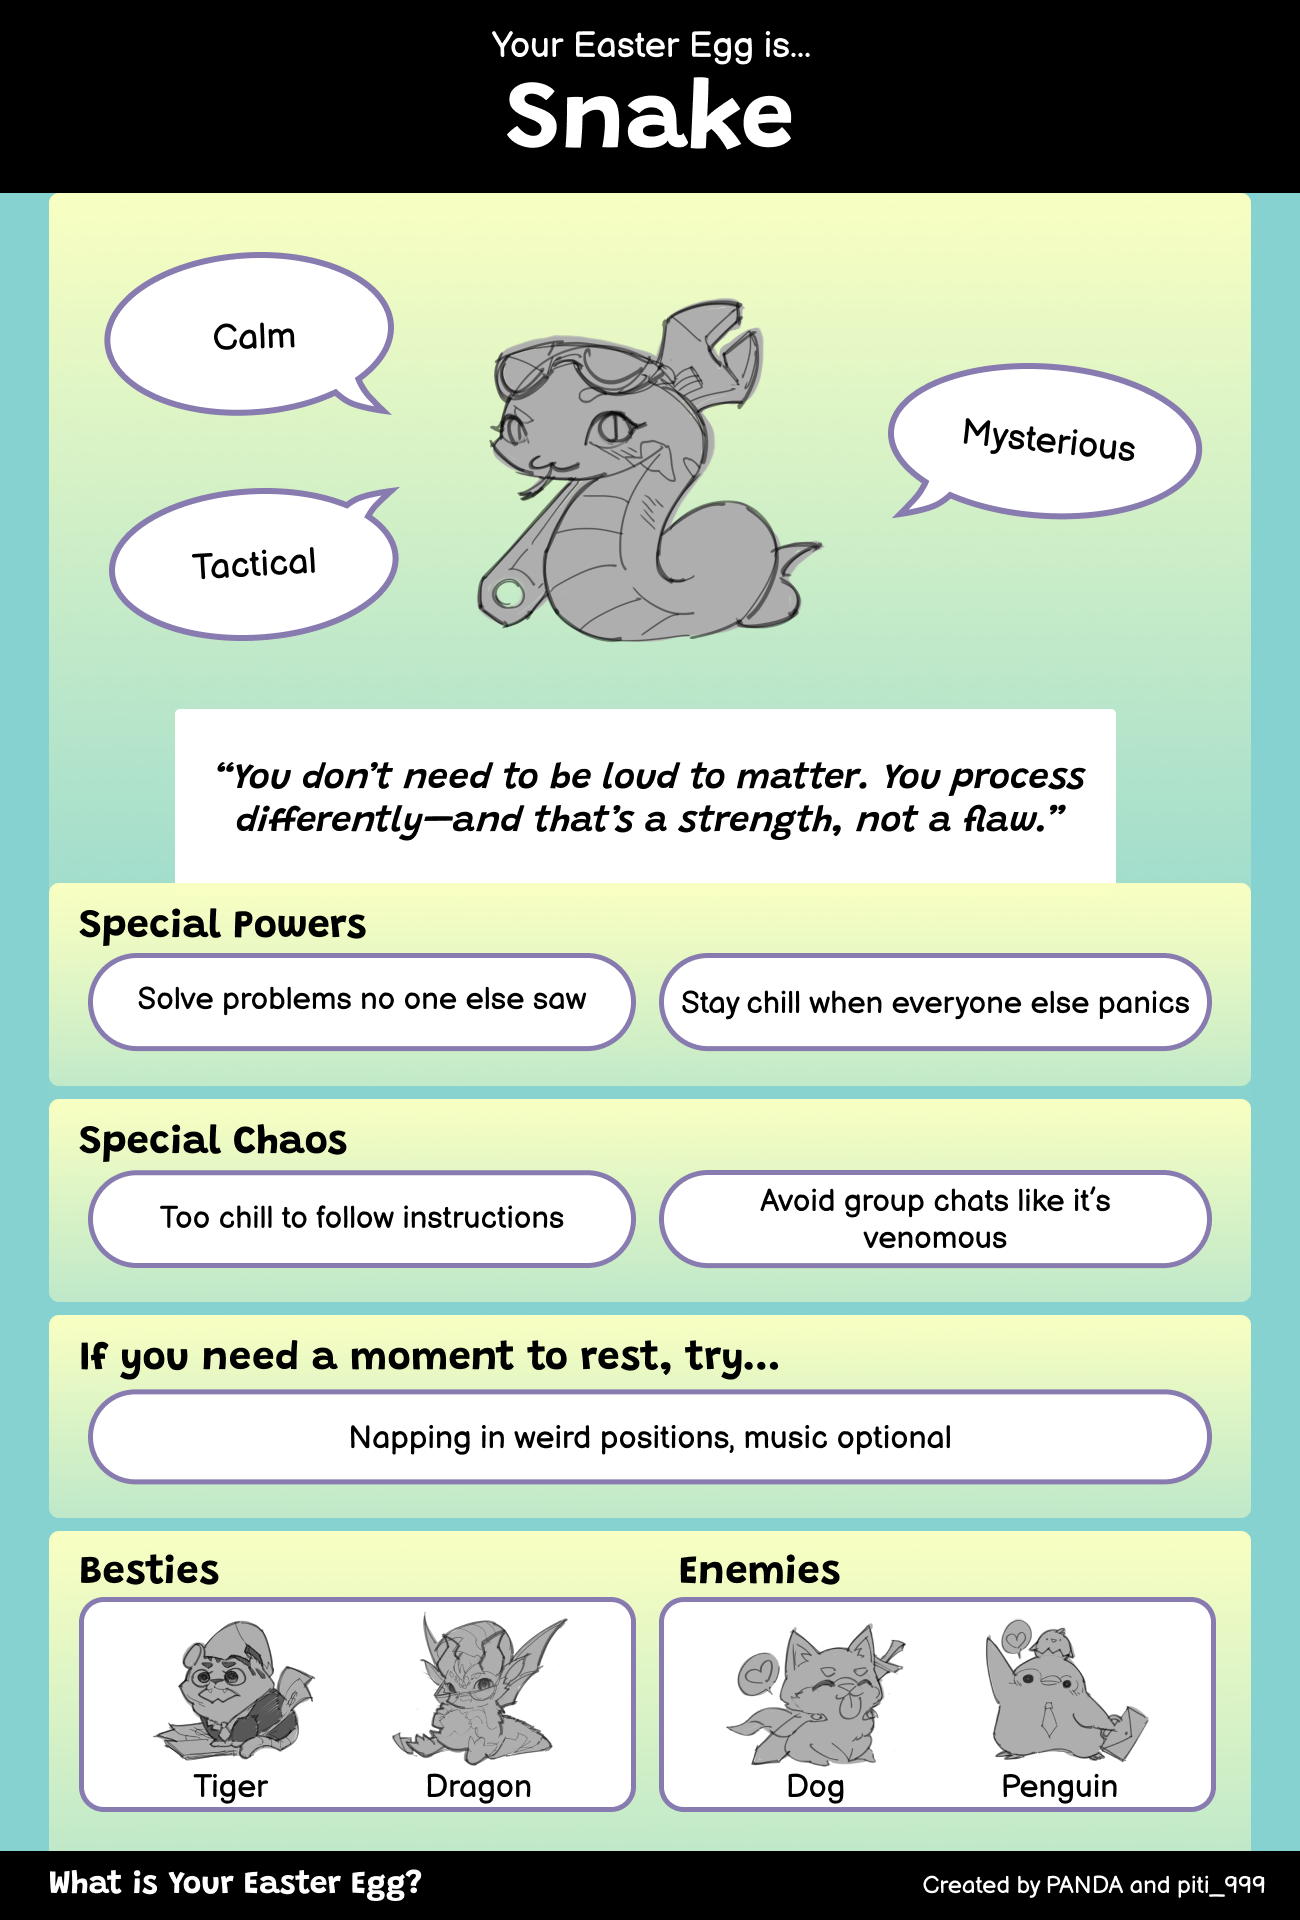 Your Easter Egg is...
Snake
Calm
Mysterious
Tactical
“You don’t need to be loud to matter. You process
differently—and that’s a strength, not a flaw.”
Special Powers
Solve problems no one else saw
Stay chill when everyone else panics
Special Chaos
Too chill to follow instructions
Avoid group chats like it’s
venomous
If you need a moment to rest, try...
Napping in weird positions, music optional
Besties
Enemies
Tiger
Dragon
Dog
Penguin
What is Your Easter Egg?
Created by PANDA and piti_999